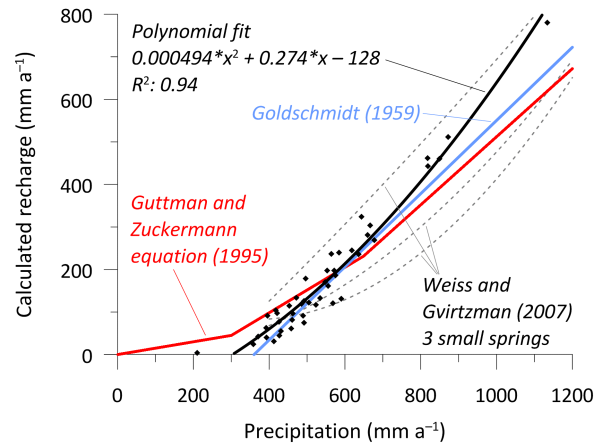 800
600
400
200
0
Calculated recharge (mm a⁻¹)
Polynomial fit
0.000494*x² + 0.274*x – 128
R²: 0.94
Goldschmidt (1959)
Guttman and
Zuckermann
equation (1995)
Weiss and
Gvirtzman (2007)
3 small springs
0 200 400 600 800 1000 1200
Precipitation (mm a⁻¹)